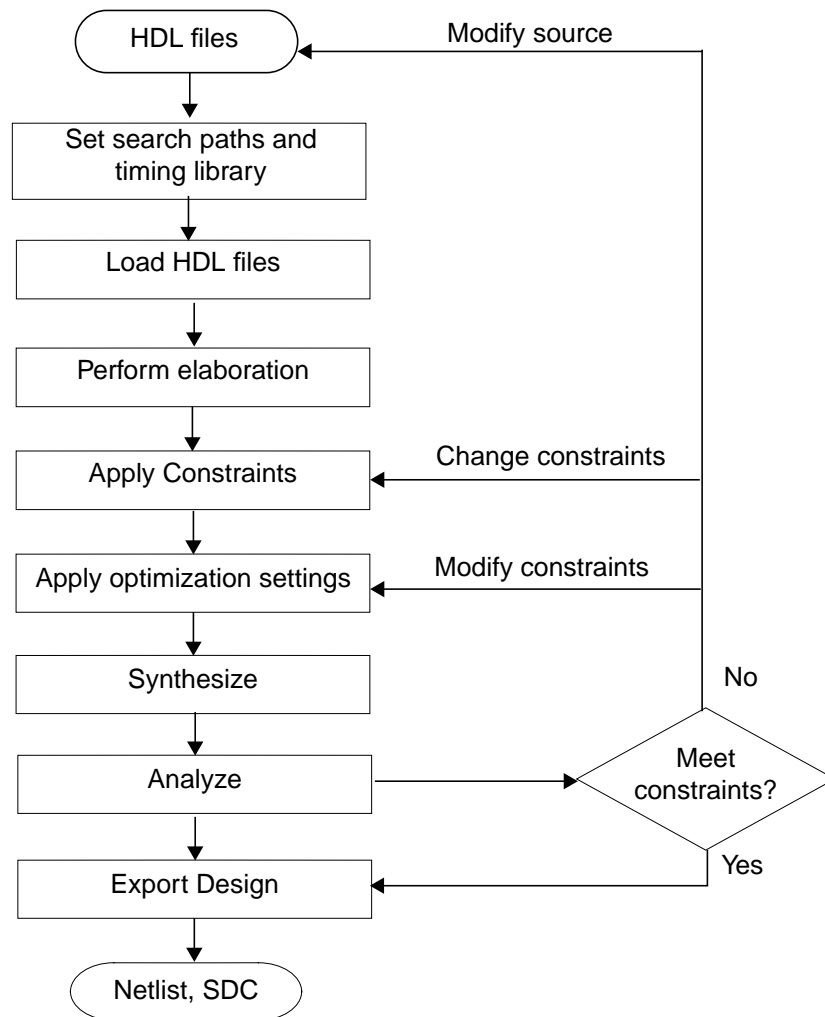 HDL files
Modify source
Set search paths and
timing library
Load HDL files
Perform elaboration
Apply Constraints
Change constraints
Apply optimization settings
Modify constraints
Synthesize
No
Analyze
Meet
constraints?
Yes
Export Design
Netlist, SDC